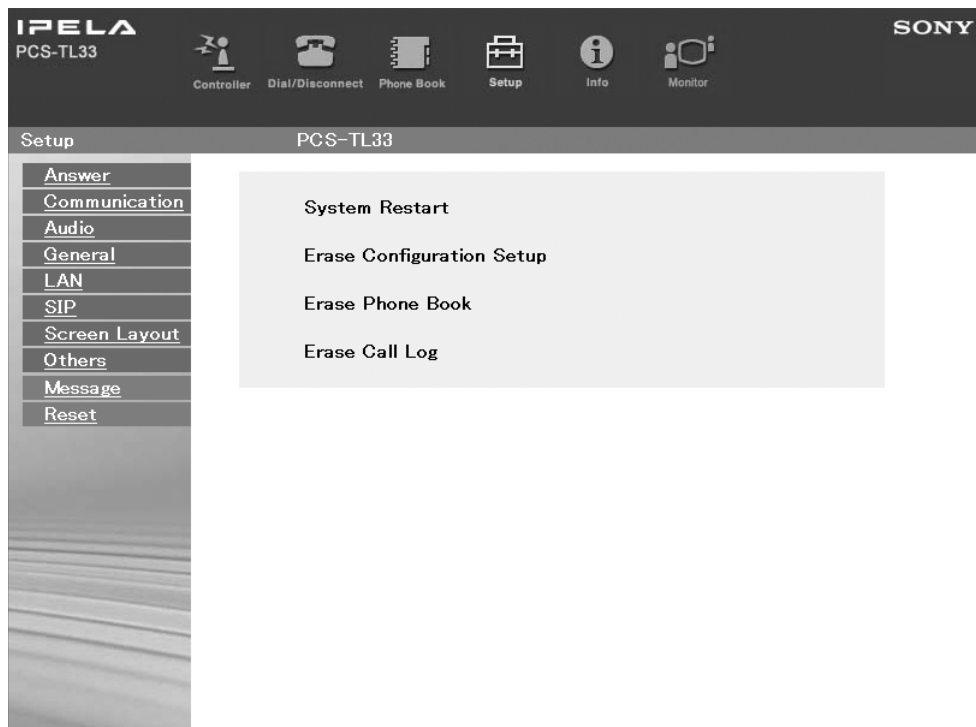 IPELA
SONY
PCS-TL33
Controller
Dial/Disconnect
Phone Book
Setup
Info
Monitor
Setup
PCS-TL33
Answer
Communication
Audio
General
LAN
SIP
Screen Layout
Others
Message
Reset
System Restart
Erase Configuration Setup
Erase Phone Book
Erase Call Log